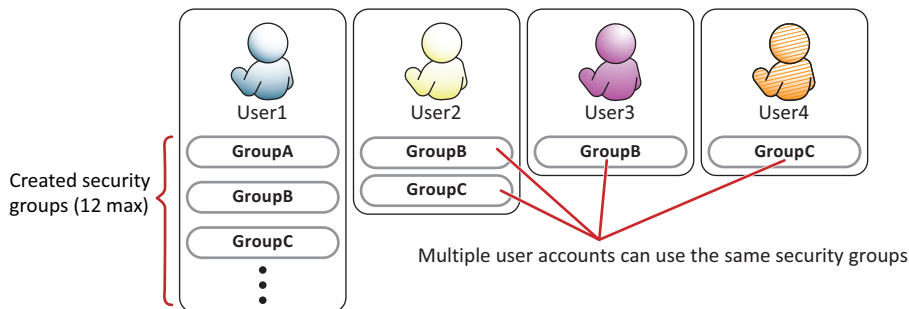 User1
User2
User3
User4
GroupA
GroupB
GroupB
GroupC
GroupB
GroupC
GroupC
Created security
groups (12 max)
Multiple user accounts can use the same security groups